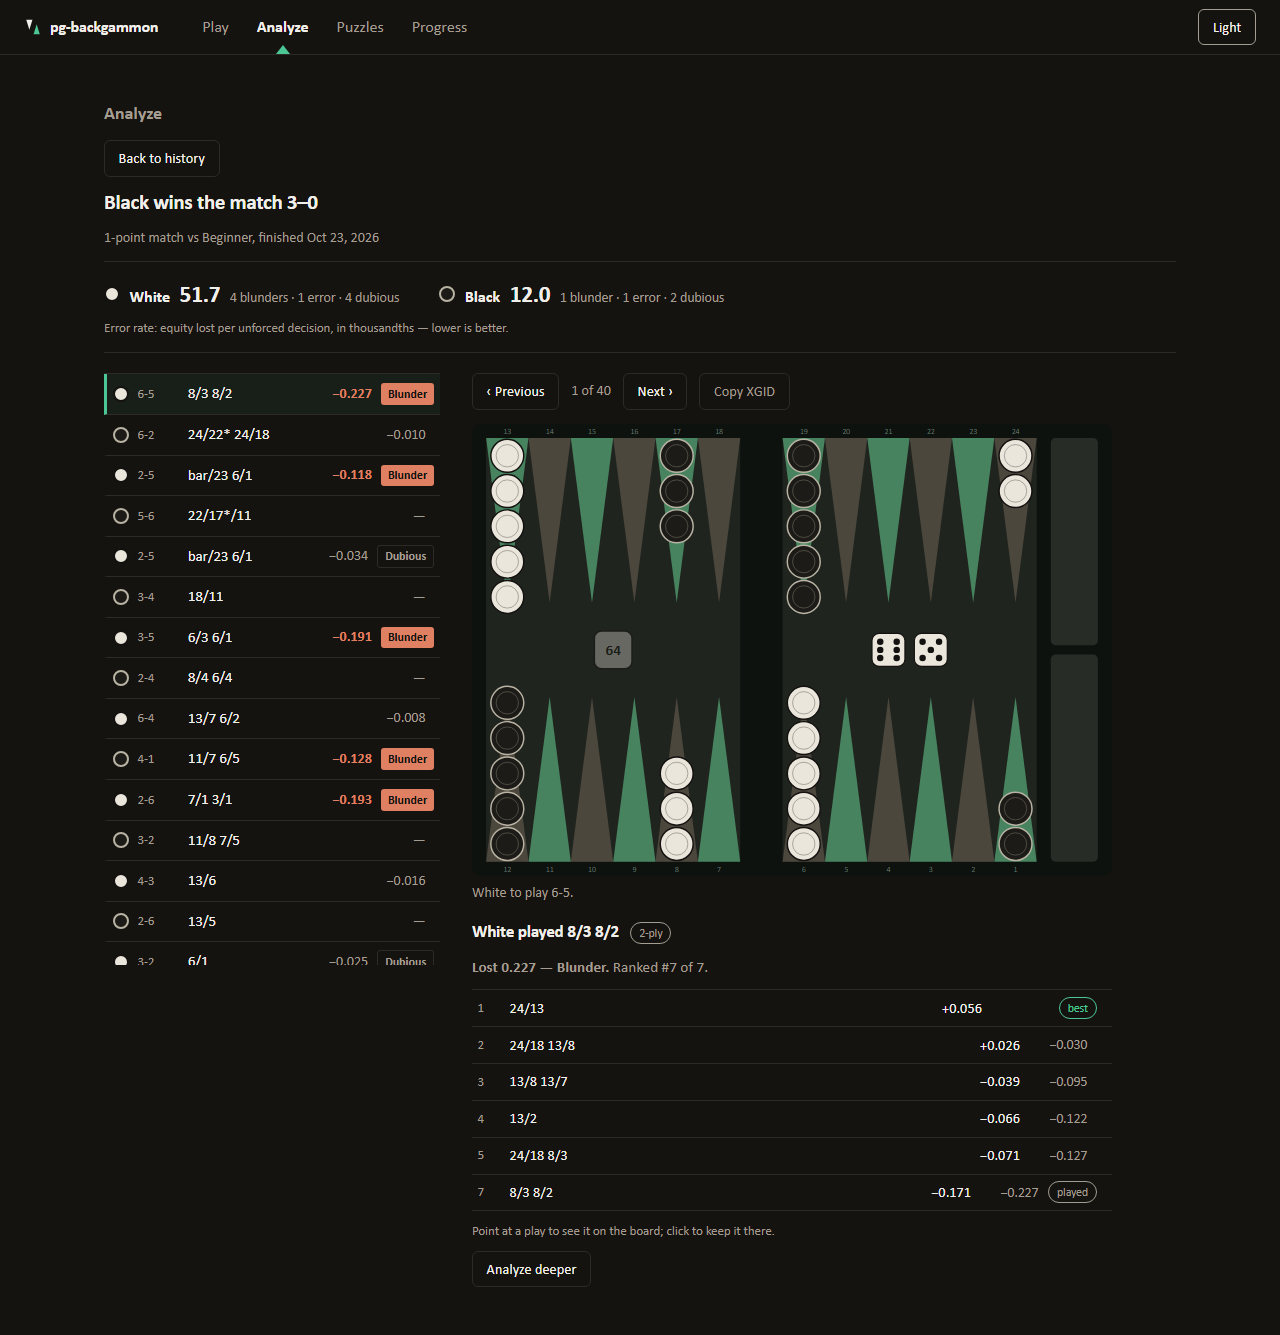 pg-backgammon Play Analyze Puzzles Progress Light
Analyze
Back to history
Black wins the match 3–0
1-point match vs Beginner, finished Oct 23, 2026
White 51.7 4 blunders · 1 error · 4 dubious Black 12.0 1 blunder · 1 error · 2 dubious
Error rate: equity lost per unforced decision, in thousandths — lower is better.
6-5 8/3 8/2 −0.227 Blunder
6-2 24/22* 24/18 −0.010
2-5 bar/23 6/1 −0.118 Blunder
5-6 22/17*/11 —
2-5 bar/23 6/1 −0.034 Dubious
3-4 18/11 —
3-5 6/3 6/1 −0.191 Blunder
2-4 8/4 6/4 —
6-4 13/7 6/2 −0.008
4-1 11/7 6/5 −0.128 Blunder
2-6 7/1 3/1 −0.193 Blunder
3-2 11/8 7/5 —
4-3 13/6 −0.016
2-6 13/5 —
3-2 6/1 −0.025 Dubious
‹ Previous 1 of 40 Next › Copy XGID
13 14 15 16 17 18 19 20 21 22 23 24
64
12 11 10 9 8 7 6 5 4 3 2 1
White to play 6-5.
White played 8/3 8/2 2-ply
Lost 0.227 — Blunder. Ranked #7 of 7.
1 24/13 +0.056 best
2 24/18 13/8 +0.026 −0.030
3 13/8 13/7 −0.039 −0.095
4 13/2 −0.066 −0.122
5 24/18 8/3 −0.071 −0.127
7 8/3 8/2 −0.171 −0.227 played
Point at a play to see it on the board; click to keep it there.
Analyze deeper